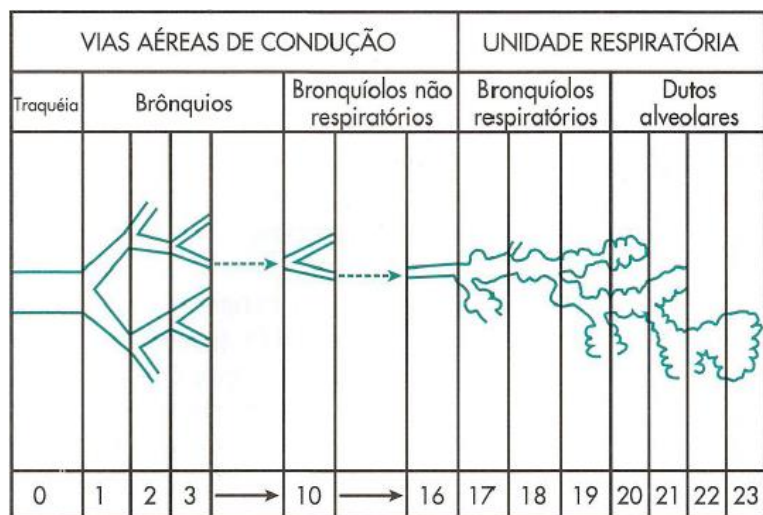 VIAS AÉREAS DE CONDUÇÃO
UNIDADE RESPIRATÓRIA
Traquéia
Brônquios
Bronquíolos não
respiratórios
Bronquíolos
respiratórios
Dutos
alveolares
0 1 2 3 10 16 17 18 19 20 21 22 23